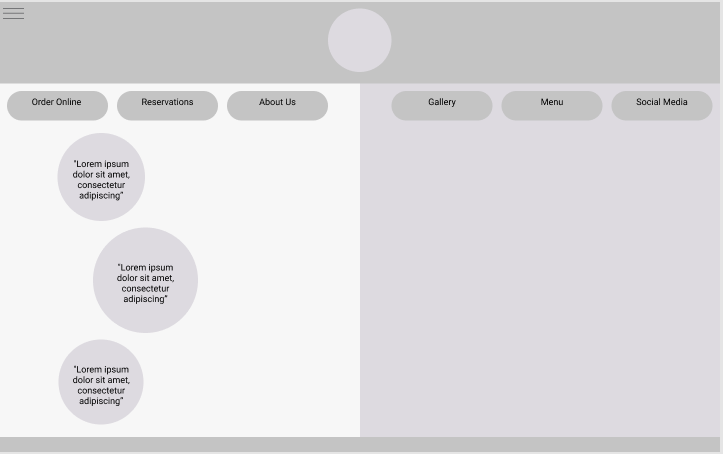 Order Online
Reservations
About Us
Gallery
Menu
Social Media
"Lorem ipsum
dolor sit amet,
consectetur
adipiscing"
"Lorem ipsum
dolor sit amet,
consectetur
adipiscing"
"Lorem ipsum
dolor sit amet,
consectetur
adipiscing"